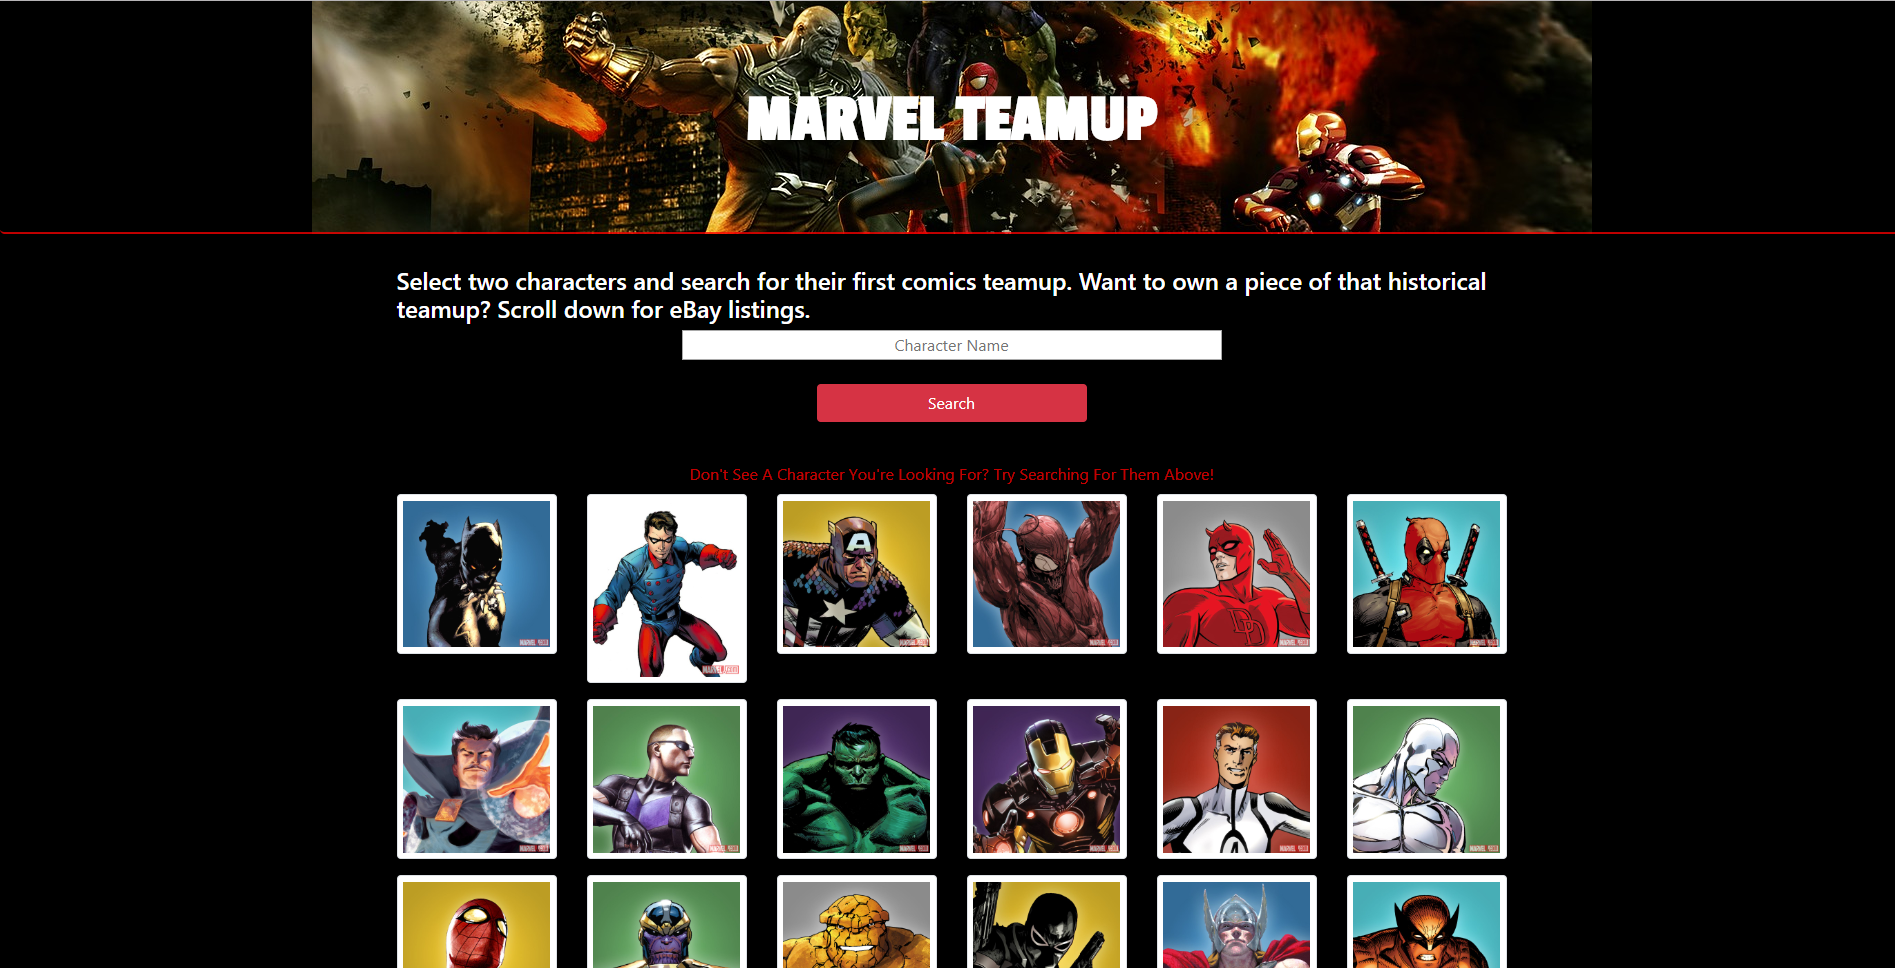 MARVEL TEAMUP
Select two characters and search for their first comics teamup. Want to own a piece of that historical
teamup? Scroll down for eBay listings.
Character Name
Search
Don't See A Character You're Looking For? Try Searching For Them Above!
A
DD